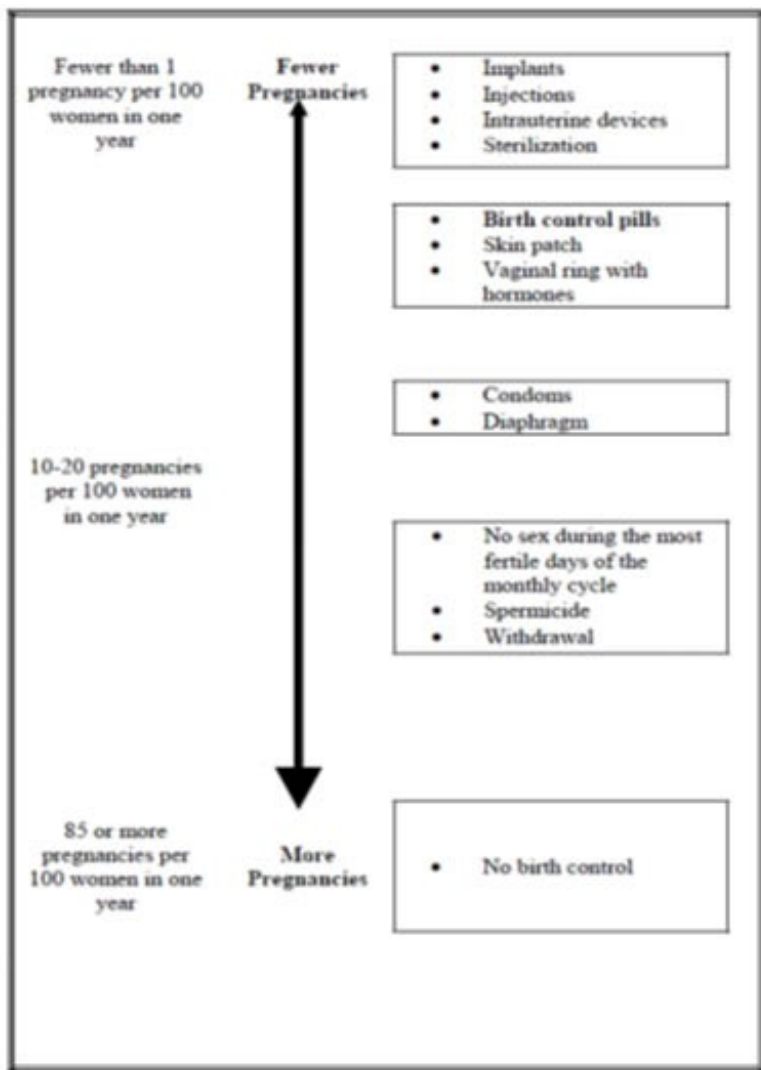 Fewer than 1
pregnancy per 100
women in one
year
Fewer
Pregnancies
• Implants
• Injections
• Intrauterine devices
• Sterilization
• Birth control pills
• Skin patch
• Vaginal ring with
hormones
• Condoms
• Diaphragm
10-20 pregnancies
per 100 women
in one year
• No sex during the most
fertile days of the
monthly cycle
• Spermicide
• Withdrawal
85 or more
pregnancies per
100 women in one
year
More
Pregnancies
• No birth control